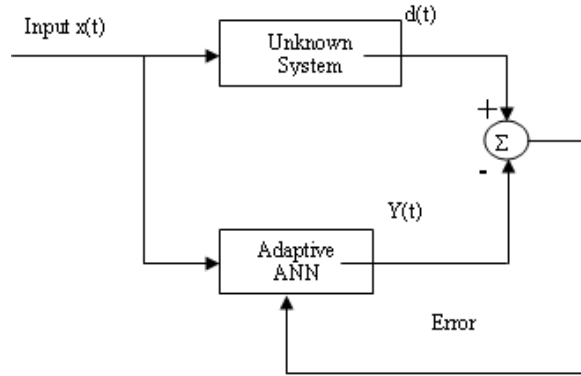 d(t)
Input x(t)
Unknown
System
+
Σ
-
Y(t)
Adaptive
ANN
Error